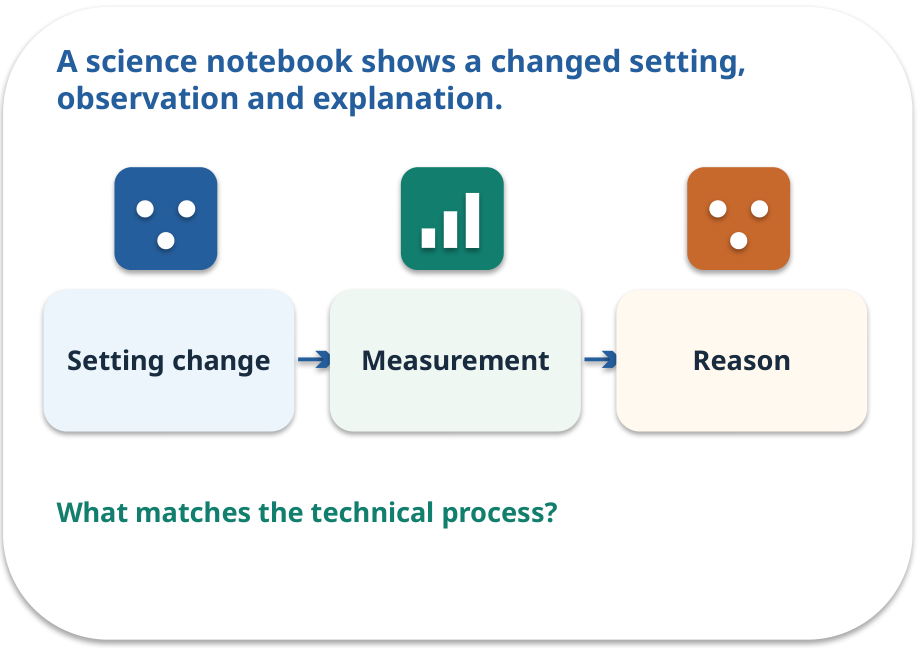 A science notebook shows a changed setting,
observation and explanation.
Setting change
Measurement
Reason
What matches the technical process?